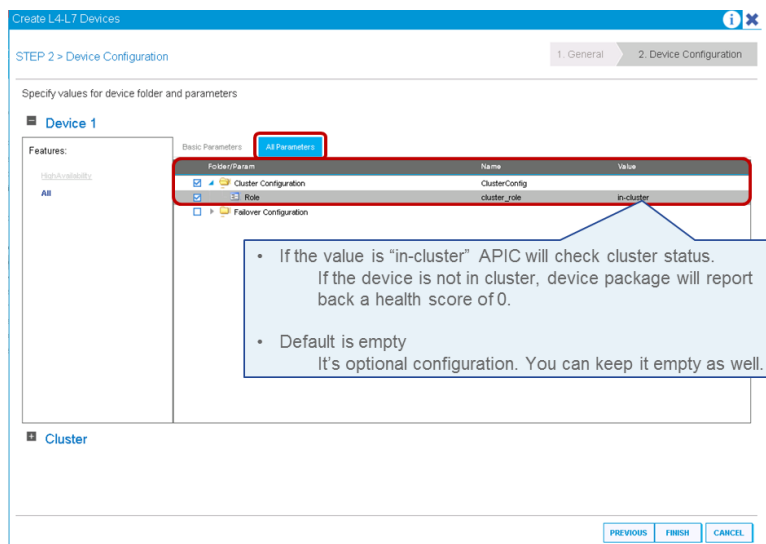 Create L4-L7 Devices
i
STEP 2 > Device Configuration
1. General
2. Device Configuration
Specify values for device folder and parameters
Device 1
Features:
HighAvailability
All
Basic Parameters
All Parameters
Folder/Param Name Value
Cluster Configuration ClusterConfig
Role cluster_role in-cluster
Failover Configuration
• If the value is “in-cluster” APIC will check cluster status.
If the device is not in cluster, device package will report
back a health score of 0.
• Default is empty
It’s optional configuration. You can keep it empty as well.
Cluster
PREVIOUS
FINISH
CANCEL